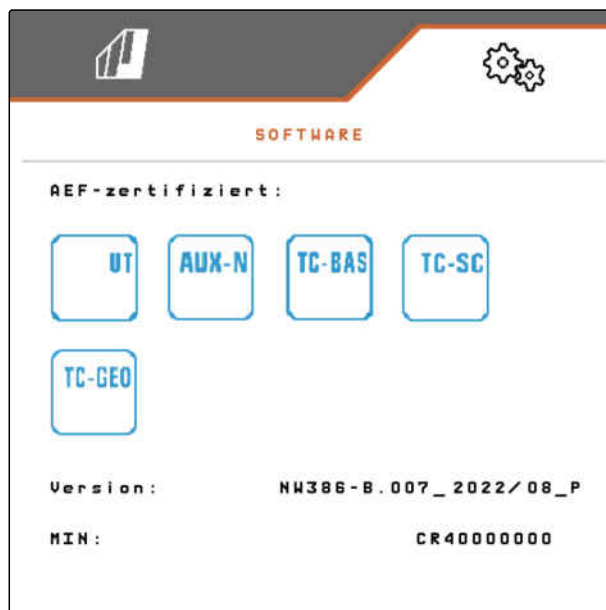 SOFTWARE
AEF-zertifiziert:
UT AUX-N TC-BAS TC-SC
TC-GEO
Version: NW386-B.007_2022/08_P
MIN: CR40000000